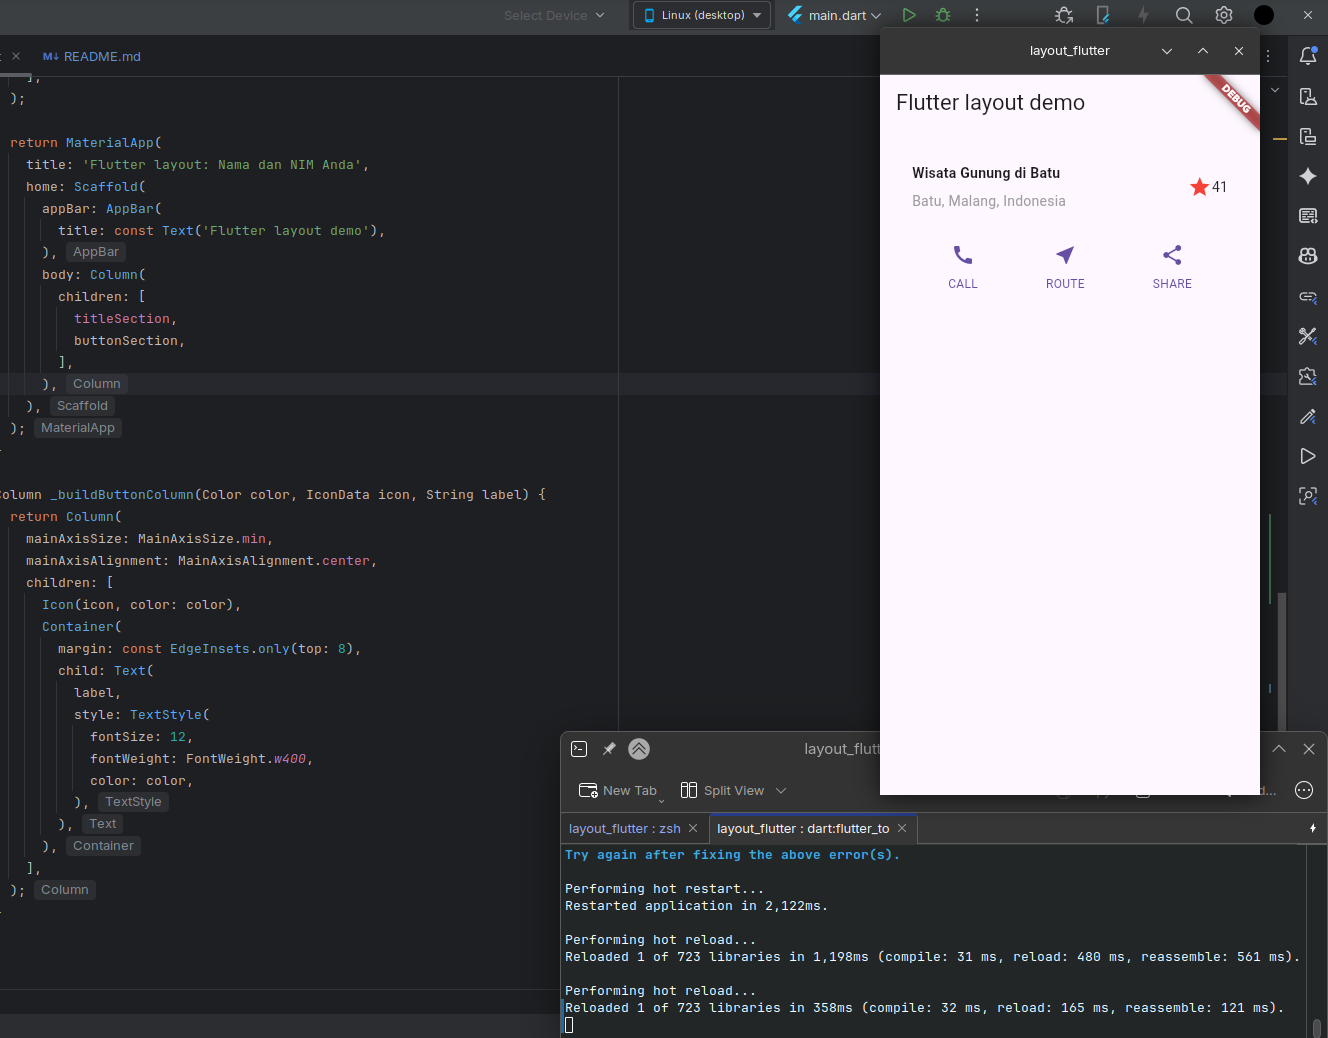 Select Device
Linux (desktop)
main.dart
README.md
layout_flutter
],
);
return MaterialApp(
title: 'Flutter layout: Nama dan NIM Anda',
home: Scaffold(
appBar: AppBar(
title: const Text('Flutter layout demo'),
), AppBar
body: Column(
children: [
titleSection,
buttonSection,
],
), Column
), Scaffold
); MaterialApp
Column _buildButtonColumn(Color color, IconData icon, String label) {
return Column(
mainAxisSize: MainAxisSize.min,
mainAxisAlignment: MainAxisAlignment.center,
children: [
Icon(icon, color: color),
Container(
margin: const EdgeInsets.only(top: 8),
child: Text(
label,
style: TextStyle(
fontSize: 12,
fontWeight: FontWeight.w400,
color: color,
), TextStyle
), Text
), Container
],
); Column
Flutter layout demo
DEBUG
Wisata Gunung di Batu
Batu, Malang, Indonesia
41
CALL
ROUTE
SHARE
layout_flutt
New Tab
Split View
d...
layout_flutter : zsh
layout_flutter : dart:flutter_to
Try again after fixing the above error(s).
Performing hot restart...
Restarted application in 2,122ms.
Performing hot reload...
Reloaded 1 of 723 libraries in 1,198ms (compile: 31 ms, reload: 480 ms, reassemble: 561 ms).
Performing hot reload...
Reloaded 1 of 723 libraries in 358ms (compile: 32 ms, reload: 165 ms, reassemble: 121 ms).